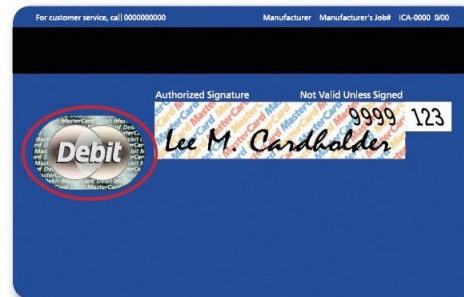 For customer service, call 0000000000 Manufacturer Manufacturer's Job# ICA-0000 0/00
Authorized Signature Not Valid Unless Signed
9999 123
Lee M. Cardholder
Debit